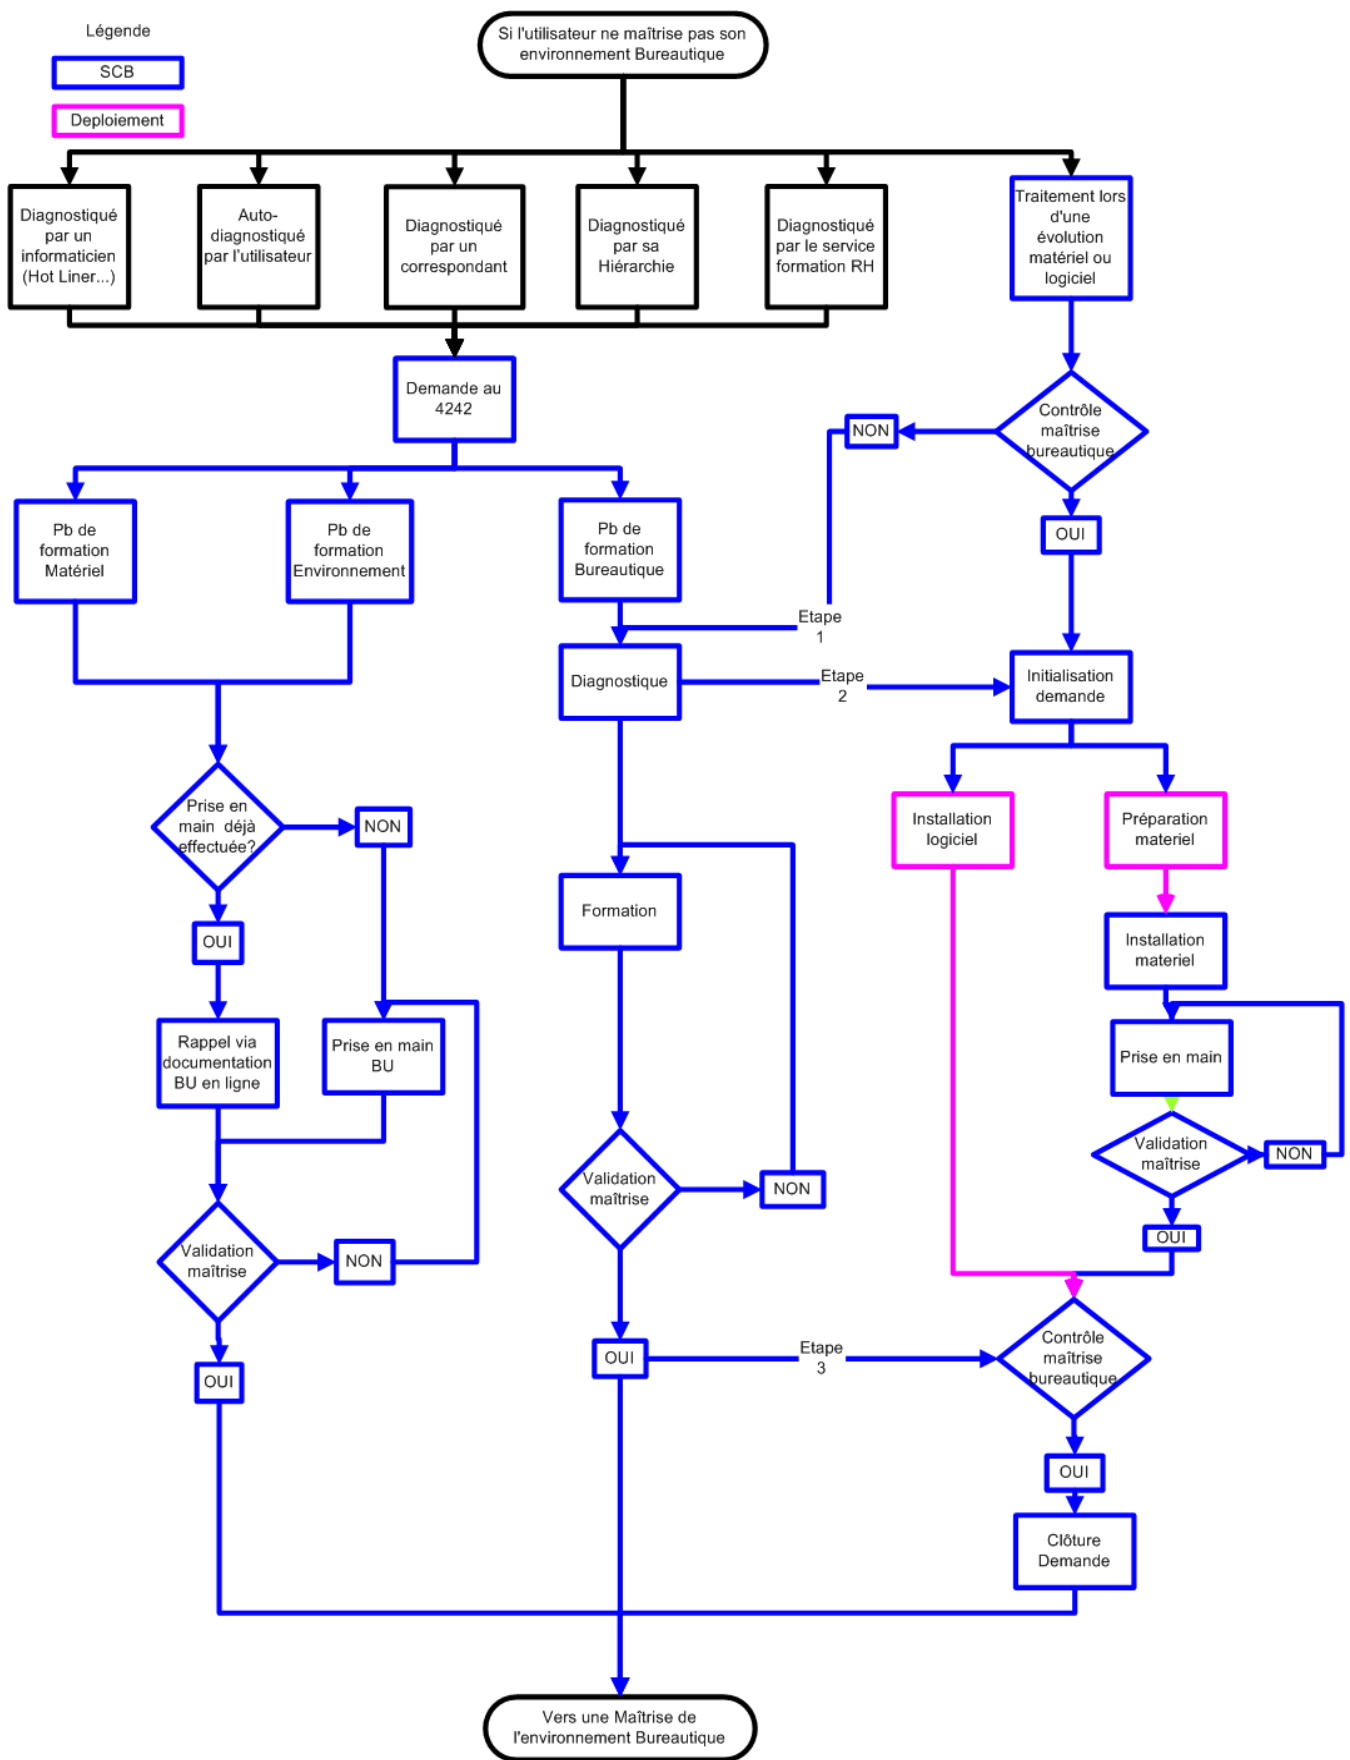 Légende
SCB
Deploiement
Si l'utilisateur ne maîtrise pas son
environnement Bureautique
Diagnostiqué
par un
informaticien
(Hot Liner...)
Auto-
diagnostiqué
par l'utilisateur
Diagnostiqué
par un
correspondant
Diagnostiqué
par sa
Hiérarchie
Diagnostiqué
par le service
formation RH
Traitement lors
d'une
évolution
matériel ou
logiciel
Demande au
4242
NON
Contrôle
maîtrise
bureautique
OUI
Pb de
formation
Matériel
Pb de
formation
Environnement
Pb de
formation
Bureautique
Etape
1
Diagnostique
Etape
2
Initialisation
demande
Prise en
main déjà
effectuée?
NON
Installation
logiciel
Préparation
materiel
OUI
Formation
Installation
materiel
Rappel via
documentation
BU en ligne
Prise en main
BU
Prise en main
Validation
maîtrise
NON
Validation
maîtrise
NON
OUI
Validation
maîtrise
NON
OUI
OUI
Etape
3
Contrôle
maîtrise
bureautique
OUI
Clôture
Demande
Vers une Maîtrise de
l'environnement Bureautique